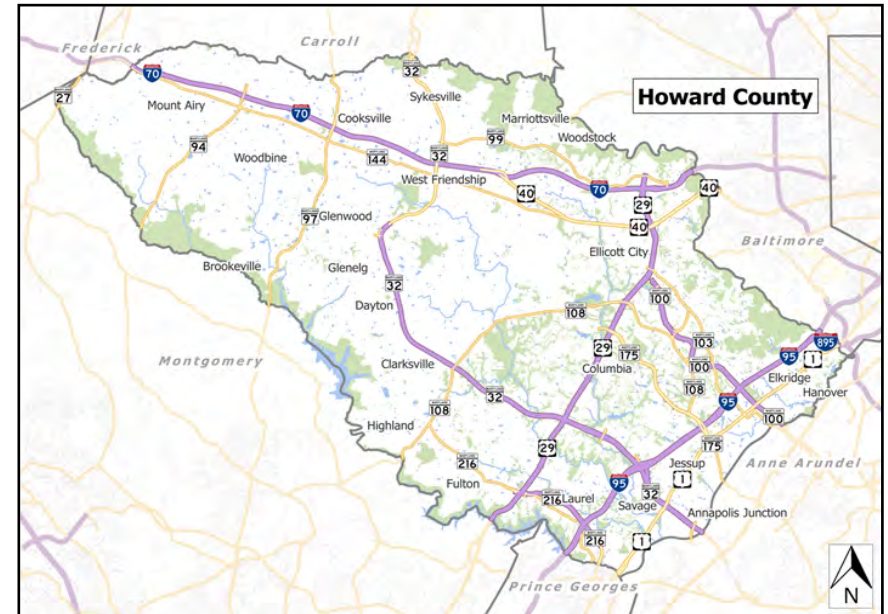 Carroll
Frederick
70
32
Howard County
27
Mount Airy
Sykesville
70
Cooksville
Marriottsville
Woodstock
94
99
Woodbine
144
32
West Friendship
70
40
40
29
97
Glenwood
40
Ellicott City
Baltimore
Brookeville
Glenelg
32
100
Dayton
108
103
895
29
175
95
1
Montgomery
Clarksville
Columbia
100
Elkridge
32
108
Hanover
95
108
100
Highland
29
175
216
Jessup
Anne Arundel
Fulton
95
1
216
Laurel
32
Savage
Annapolis Junction
216
1
Prince Georges
N